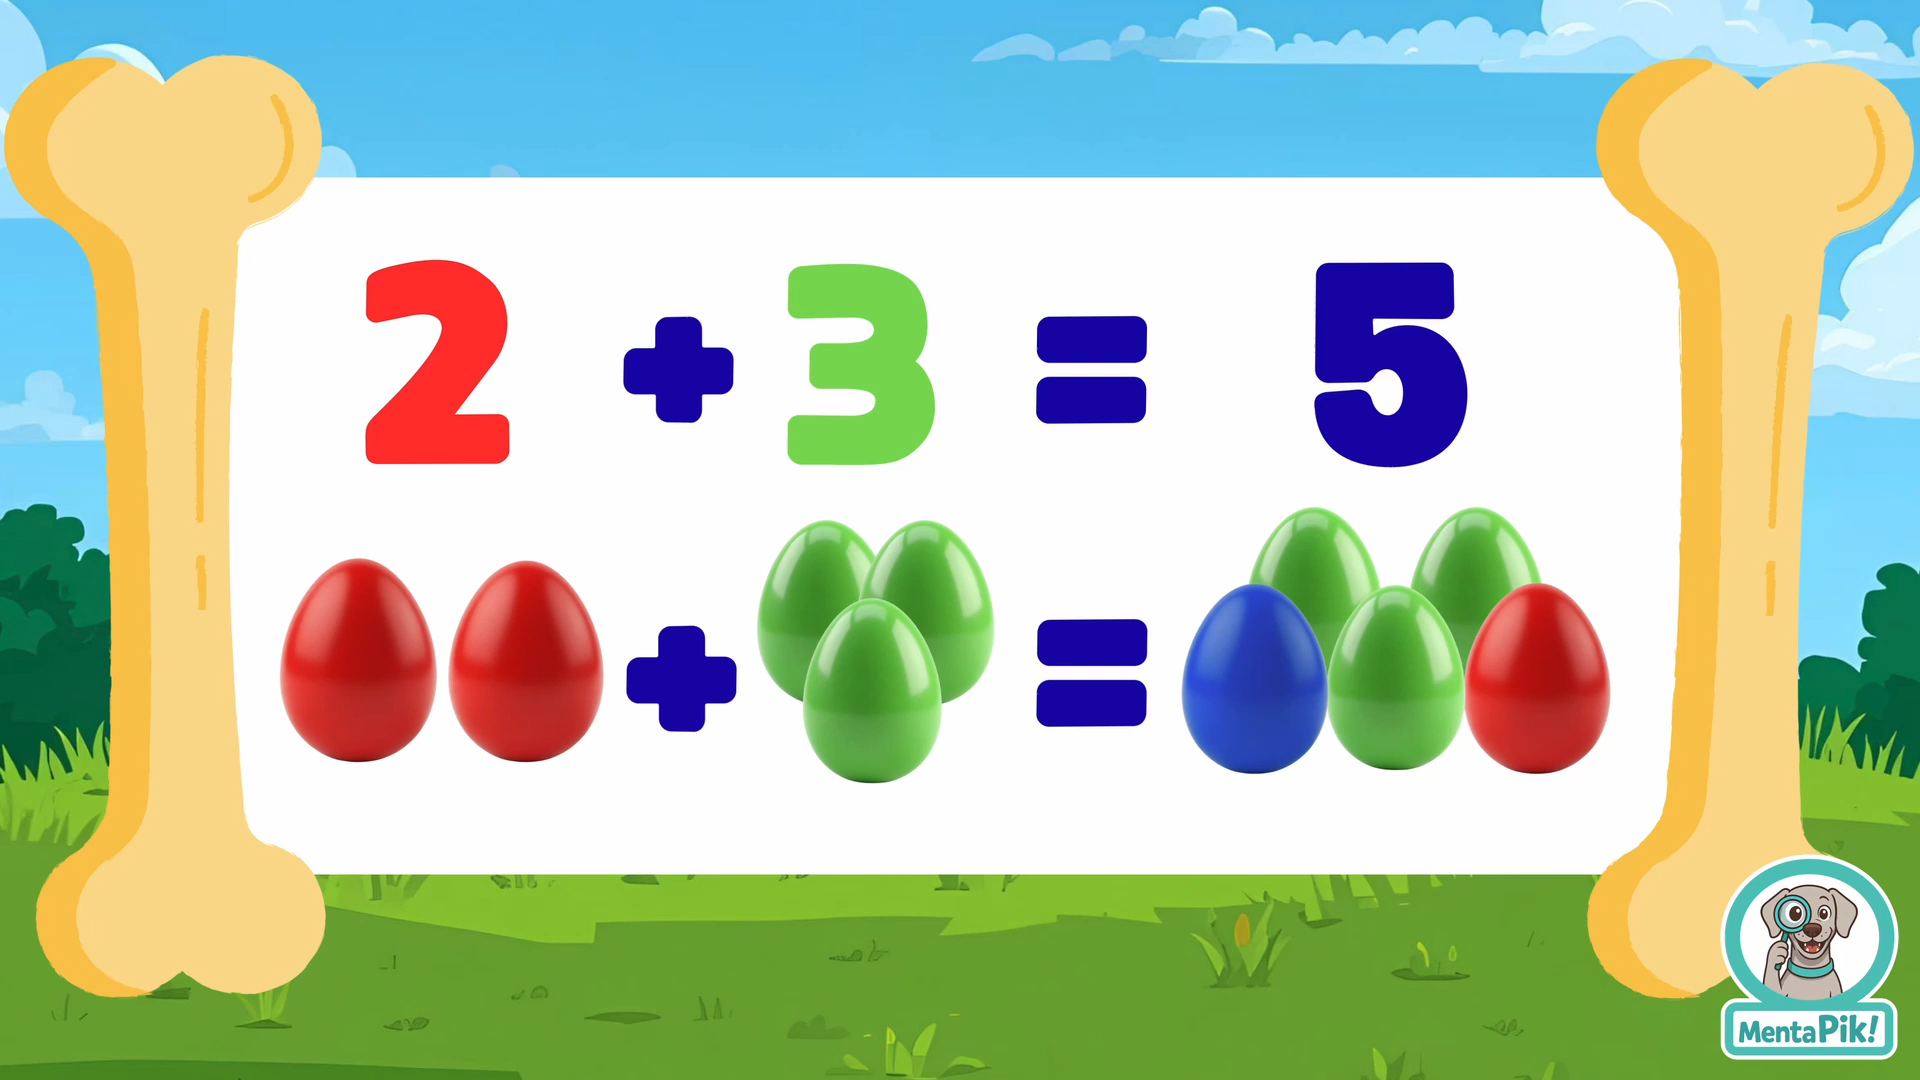 2 + 3 = 5
+ =
MentaPik!